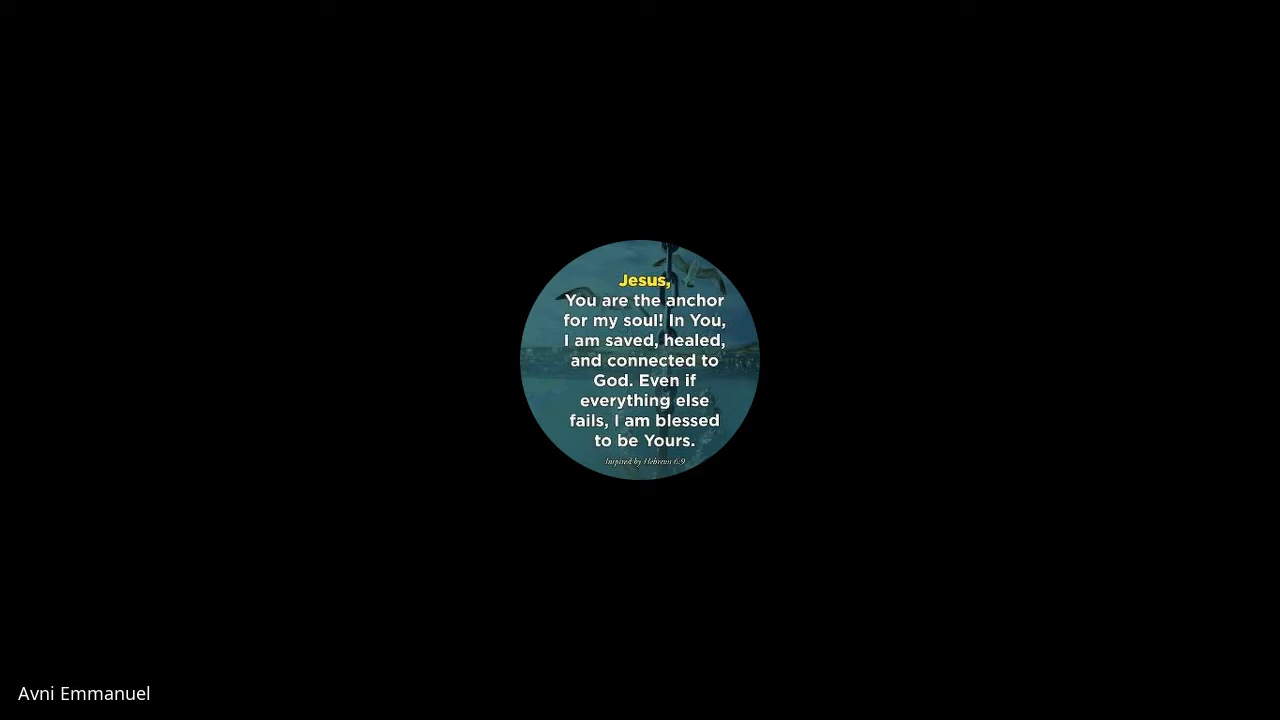 Jesus,
You are the anchor
for my soul! In You,
I am saved, healed,
and connected to
God. Even if
everything else
fails, I am blessed
to be Yours.
Inspired by Hebrews 6:9
Avni Emmanuel